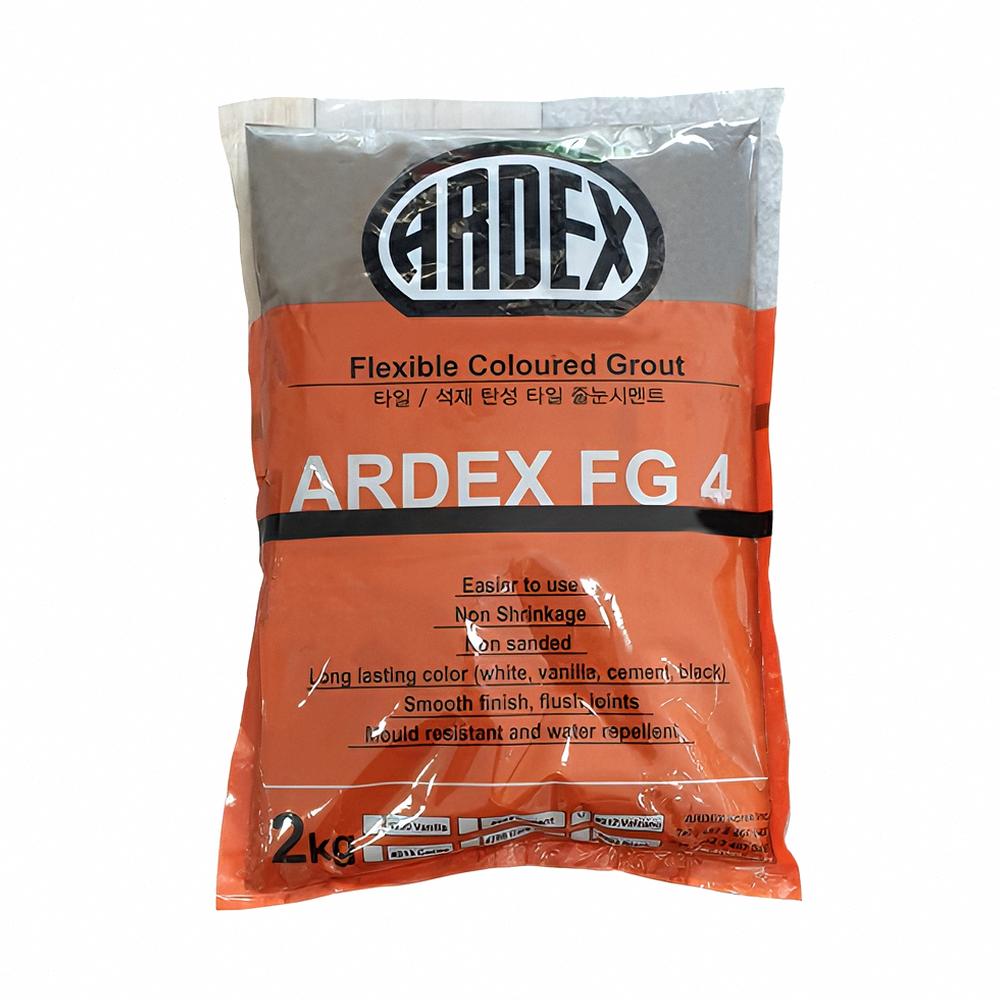 ARDEX
Flexible Coloured Grout
타일 / 석재 탄성 타일 줄눈시멘트
ARDEX FG 4
Easier to use
Non Shrinkage
Non sanded
Long lasting color (white, vanilla, cement, black)
Smooth finish, flush joints
Mould resistant and water repellent
2kg
Vanilla